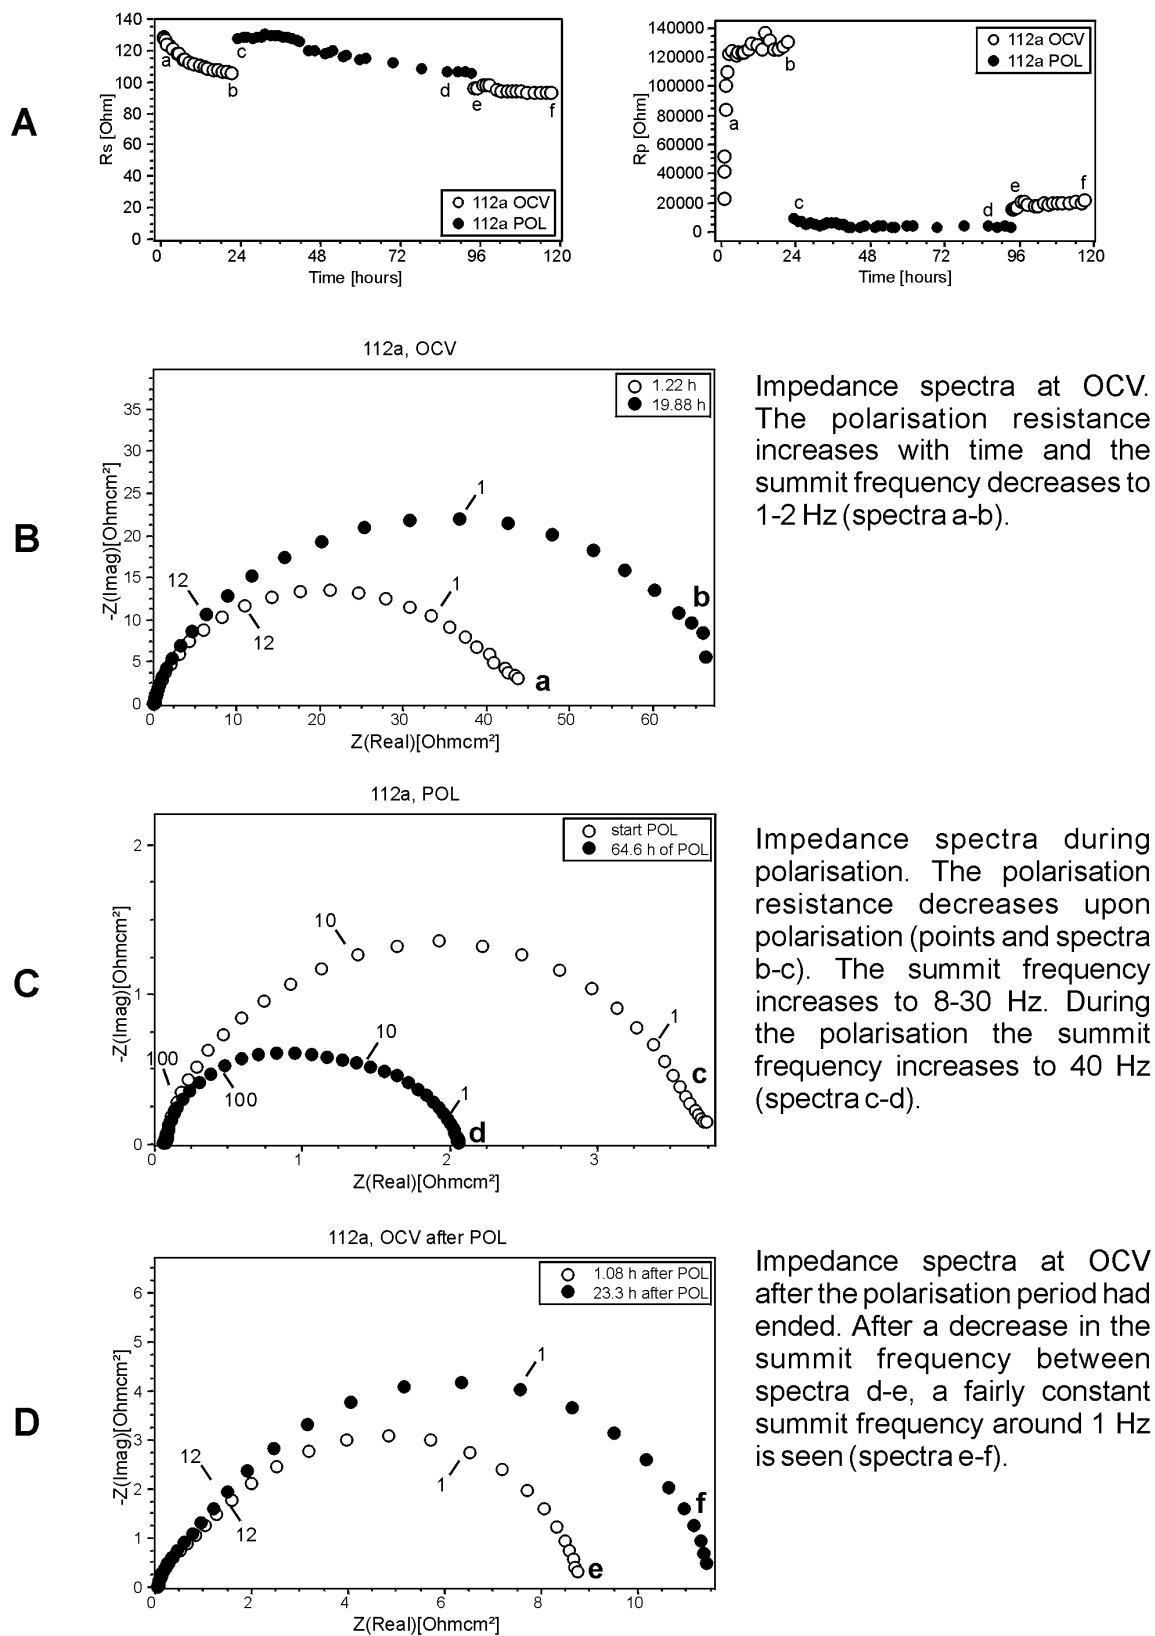 A
140
120
100
80
60
40
20
0
Rs [Ohm]
a
b
c
d
e
f
112a OCV
112a POL
0
24
48
72
96
120
Time [hours]
140000
120000
100000
80000
60000
40000
20000
0
Rp [Ohm]
a
b
c
d
e
f
112a OCV
112a POL
0
24
48
72
96
120
Time [hours]
B
112a, OCV
1.22 h
19.88 h
35
30
25
20
15
10
5
0
-Z(Imag)[Ohmcm²]
12
1
12
1
b
a
0
10
20
30
40
50
60
Z(Real)[Ohmcm²]
Impedance spectra at OCV.
The polarisation resistance
increases with time and the
summit frequency decreases to
1-2 Hz (spectra a-b).
C
112a, POL
start POL
64.6 h of POL
2
1
0
-Z(Imag)[Ohmcm²]
10
1
100
10
100
1
c
d
0
1
2
3
Z(Real)[Ohmcm²]
Impedance spectra during
polarisation. The polarisation
resistance decreases upon
polarisation (points and spectra
b-c). The summit frequency
increases to 8-30 Hz. During
the polarisation the summit
frequency increases to 40 Hz
(spectra c-d).
D
112a, OCV after POL
1.08 h after POL
23.3 h after POL
6
5
4
3
2
1
0
-Z(Imag)[Ohmcm²]
1
12
1
12
f
e
0
2
4
6
8
10
Z(Real)[Ohmcm²]
Impedance spectra at OCV
after the polarisation period had
ended. After a decrease in the
summit frequency between
spectra d-e, a fairly constant
summit frequency around 1 Hz
is seen (spectra e-f).